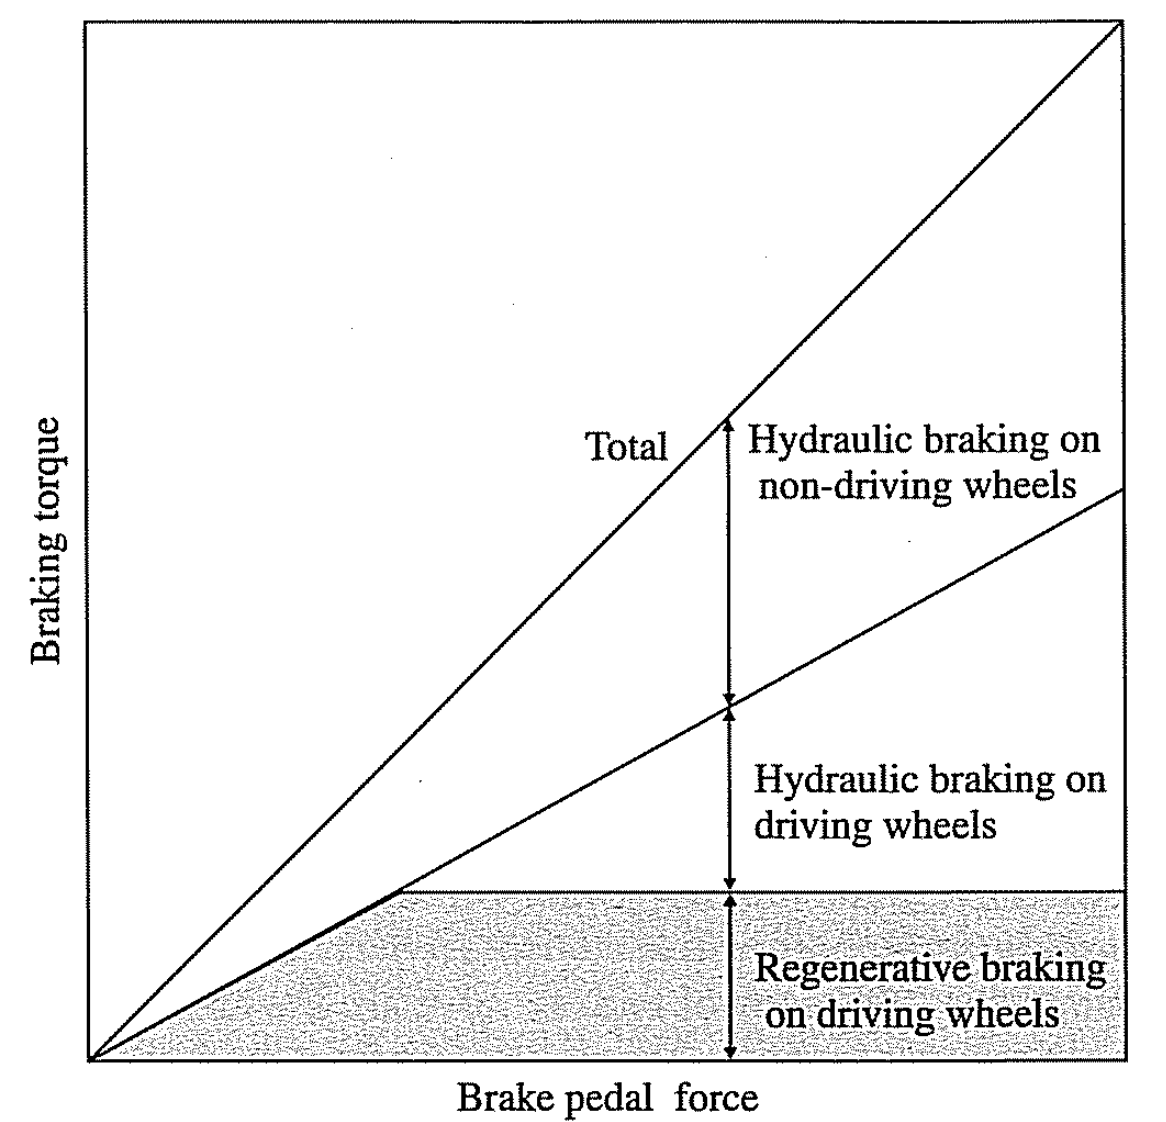 Total
Hydraulic braking on
non-driving wheels
Braking torque
Hydraulic braking on
driving wheels
Regenerative braking
on driving wheels
Brake pedal force